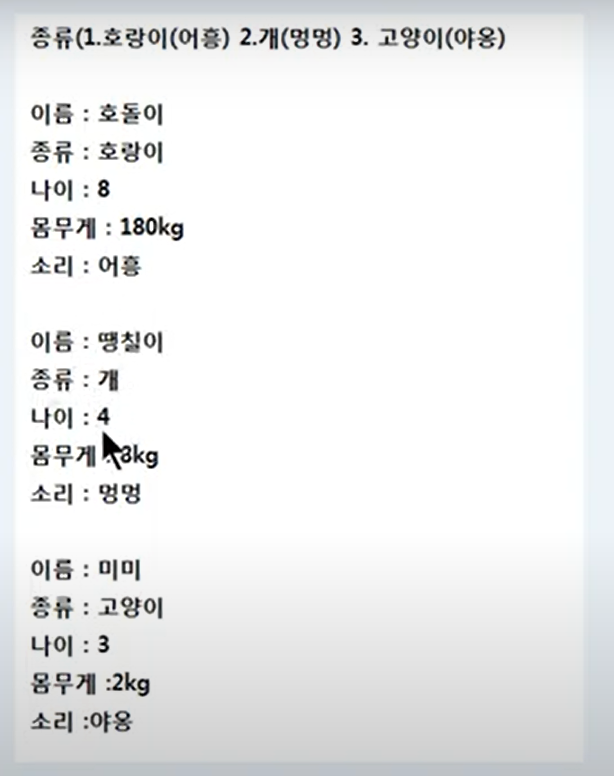 종류(1.호랑이(어흥) 2.개(멍멍) 3. 고양이(야옹)
이름 : 호돌이
종류 : 호랑이
나이 : 8
몸무게 : 180kg
소리 : 어흥
이름 : 땡칠이
종류 : 개
나이 : 4
몸무게
소리 : 멍멍
이름 : 미미
종류 : 고양이
나이 : 3
몸무게 :2kg
소리 :야옹